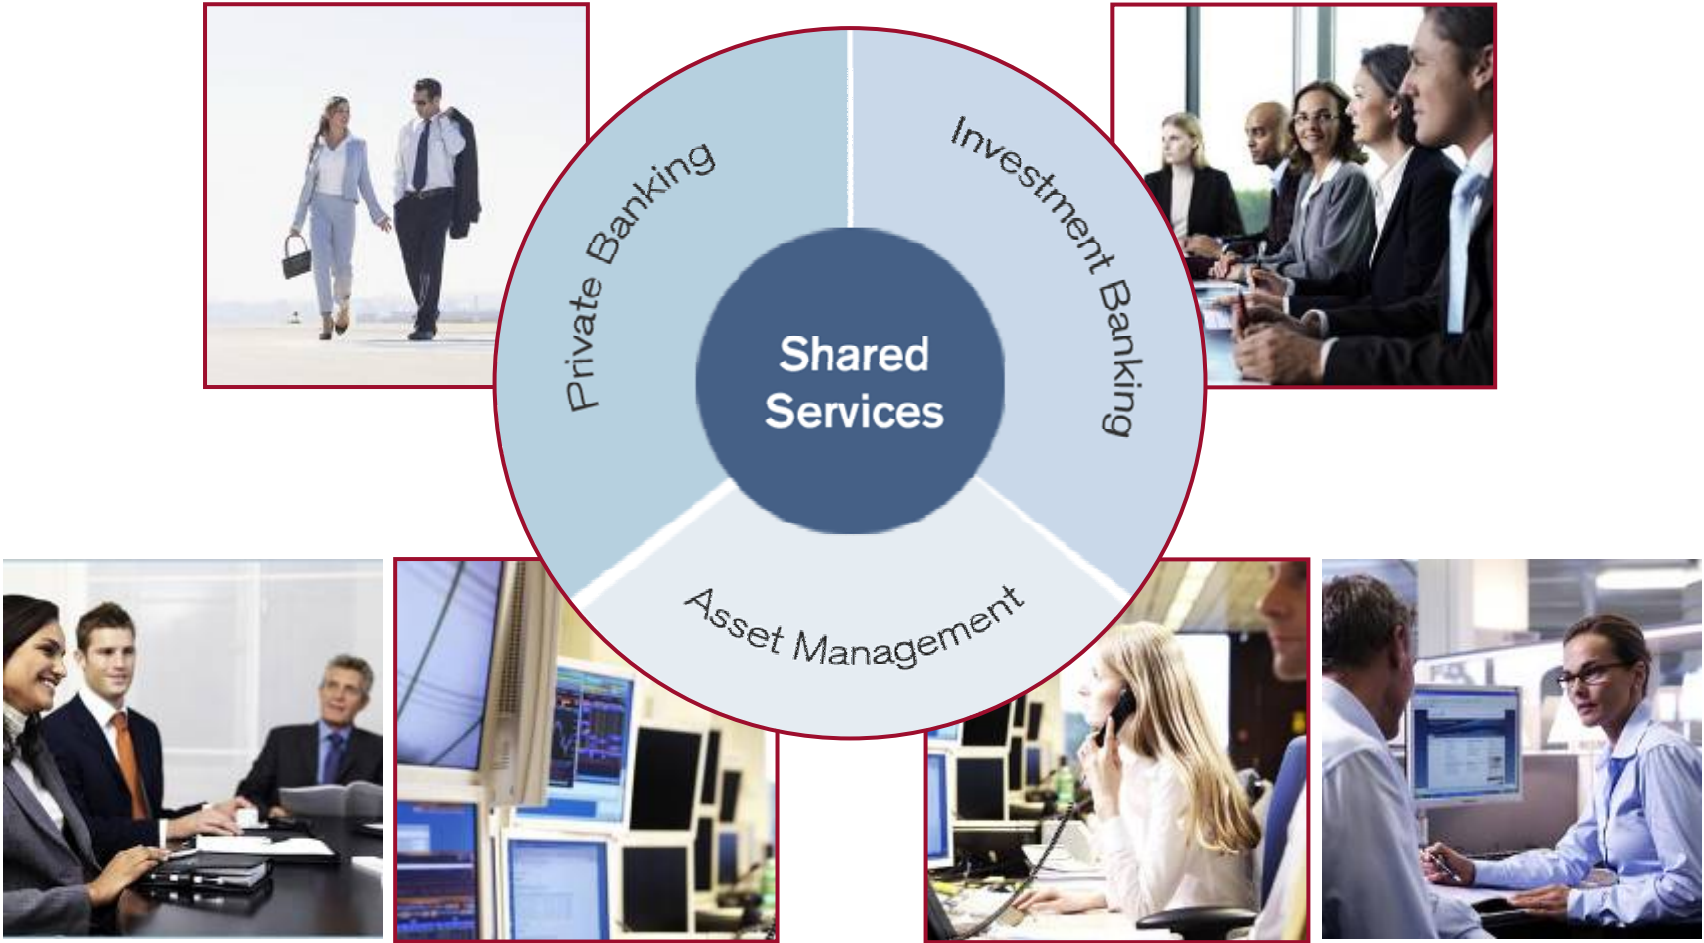 Private Banking
Investment Banking
Shared
Services
Asset Management